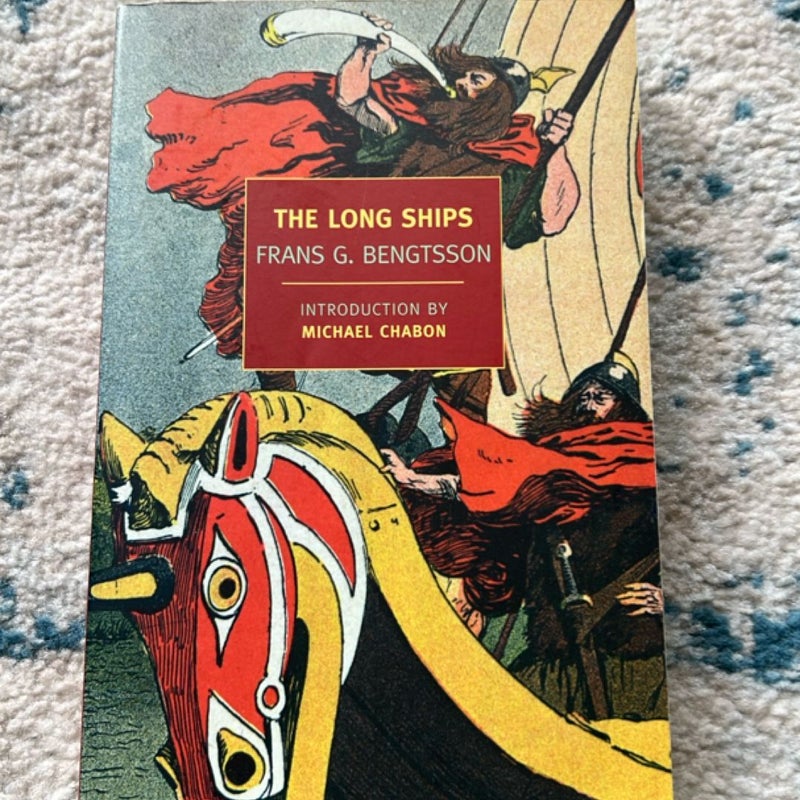 THE LONG SHIPS
FRANS G. BENGTSSON
INTRODUCTION BY
MICHAEL CHABON